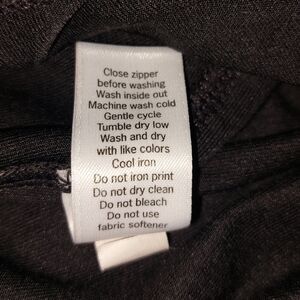 Close zipper
before washing
Wash inside out
Machine wash cold
Gentle cycle
Tumble dry low
Wash and dry
with like colors
Cool iron
Do not iron print
Do not dry clean
Do not bleach
Do not use
fabric softener